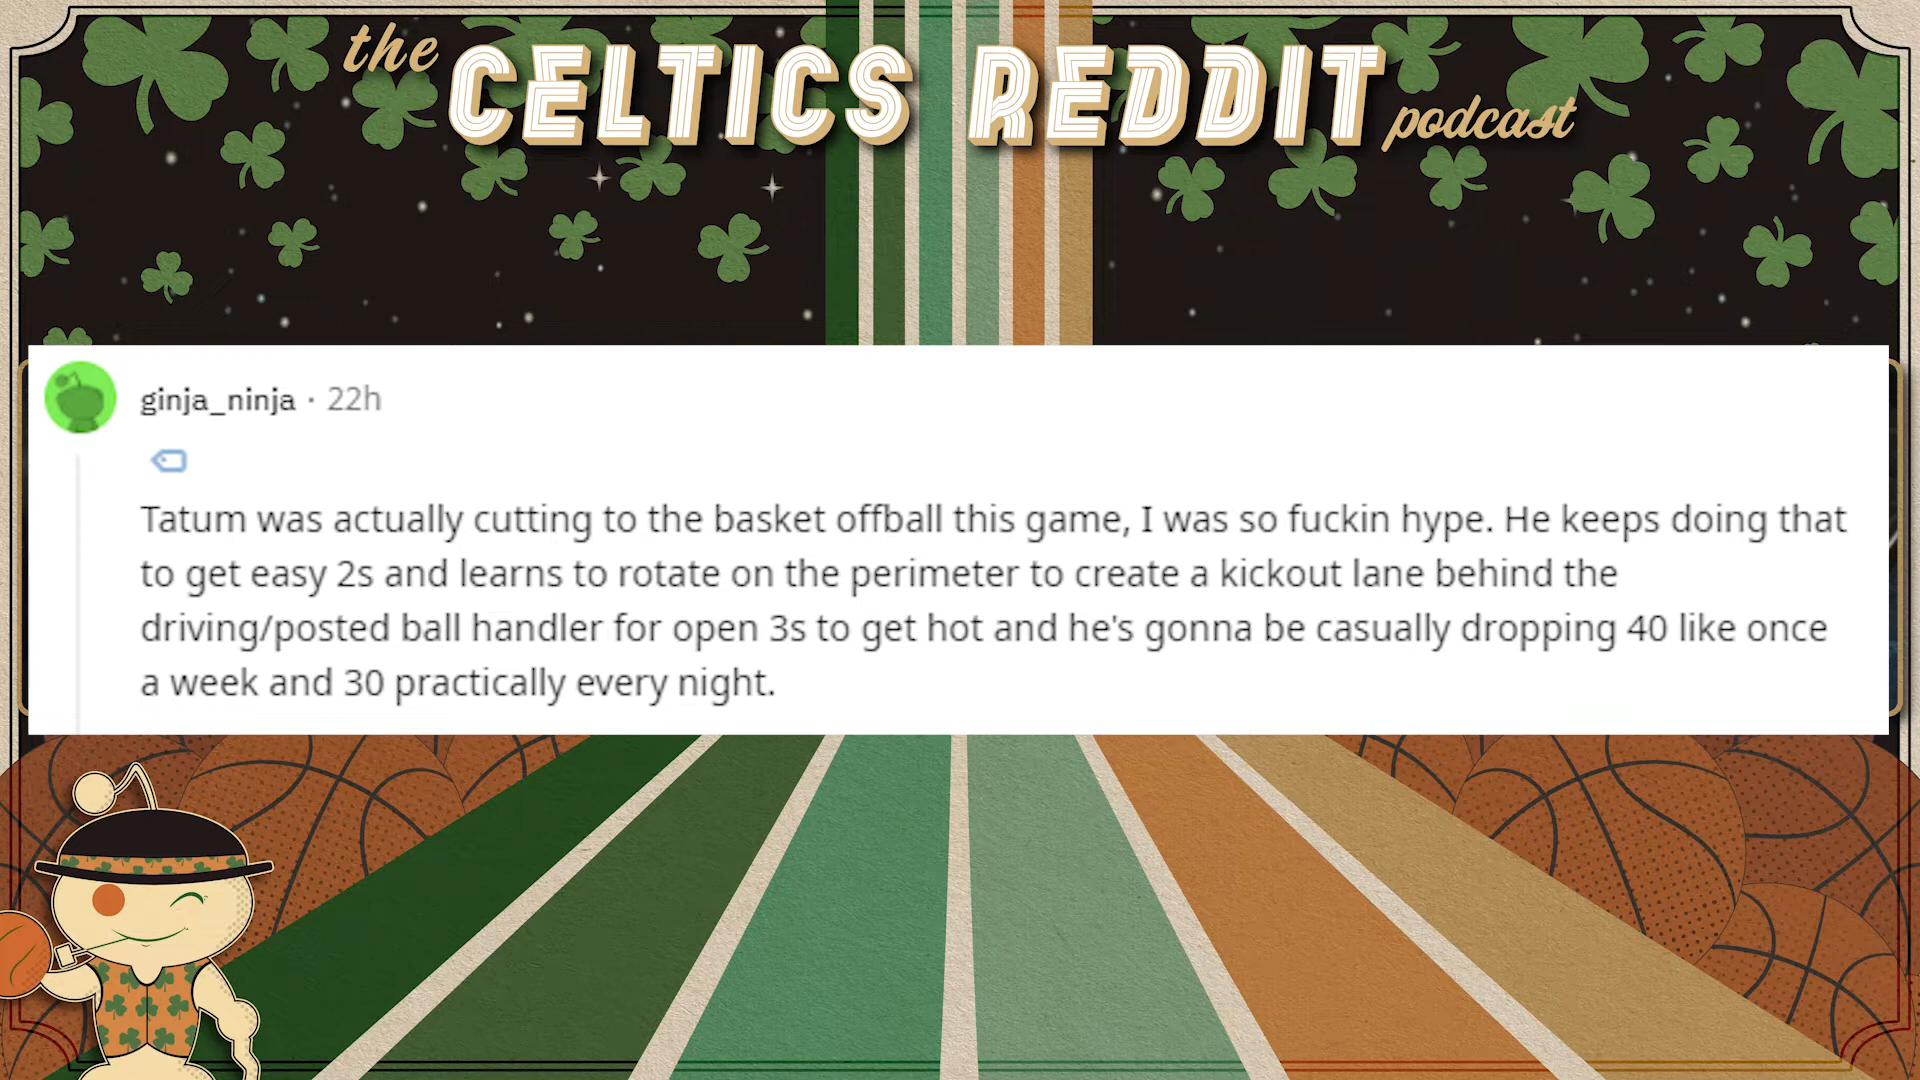 the CELTICS REDDIT podcast
ginja_ninja · 22h
Tatum was actually cutting to the basket offball this game, I was so fuckin hype. He keeps doing that
to get easy 2s and learns to rotate on the perimeter to create a kickout lane behind the
driving/posted ball handler for open 3s to get hot and he's gonna be casually dropping 40 like once
a week and 30 practically every night.